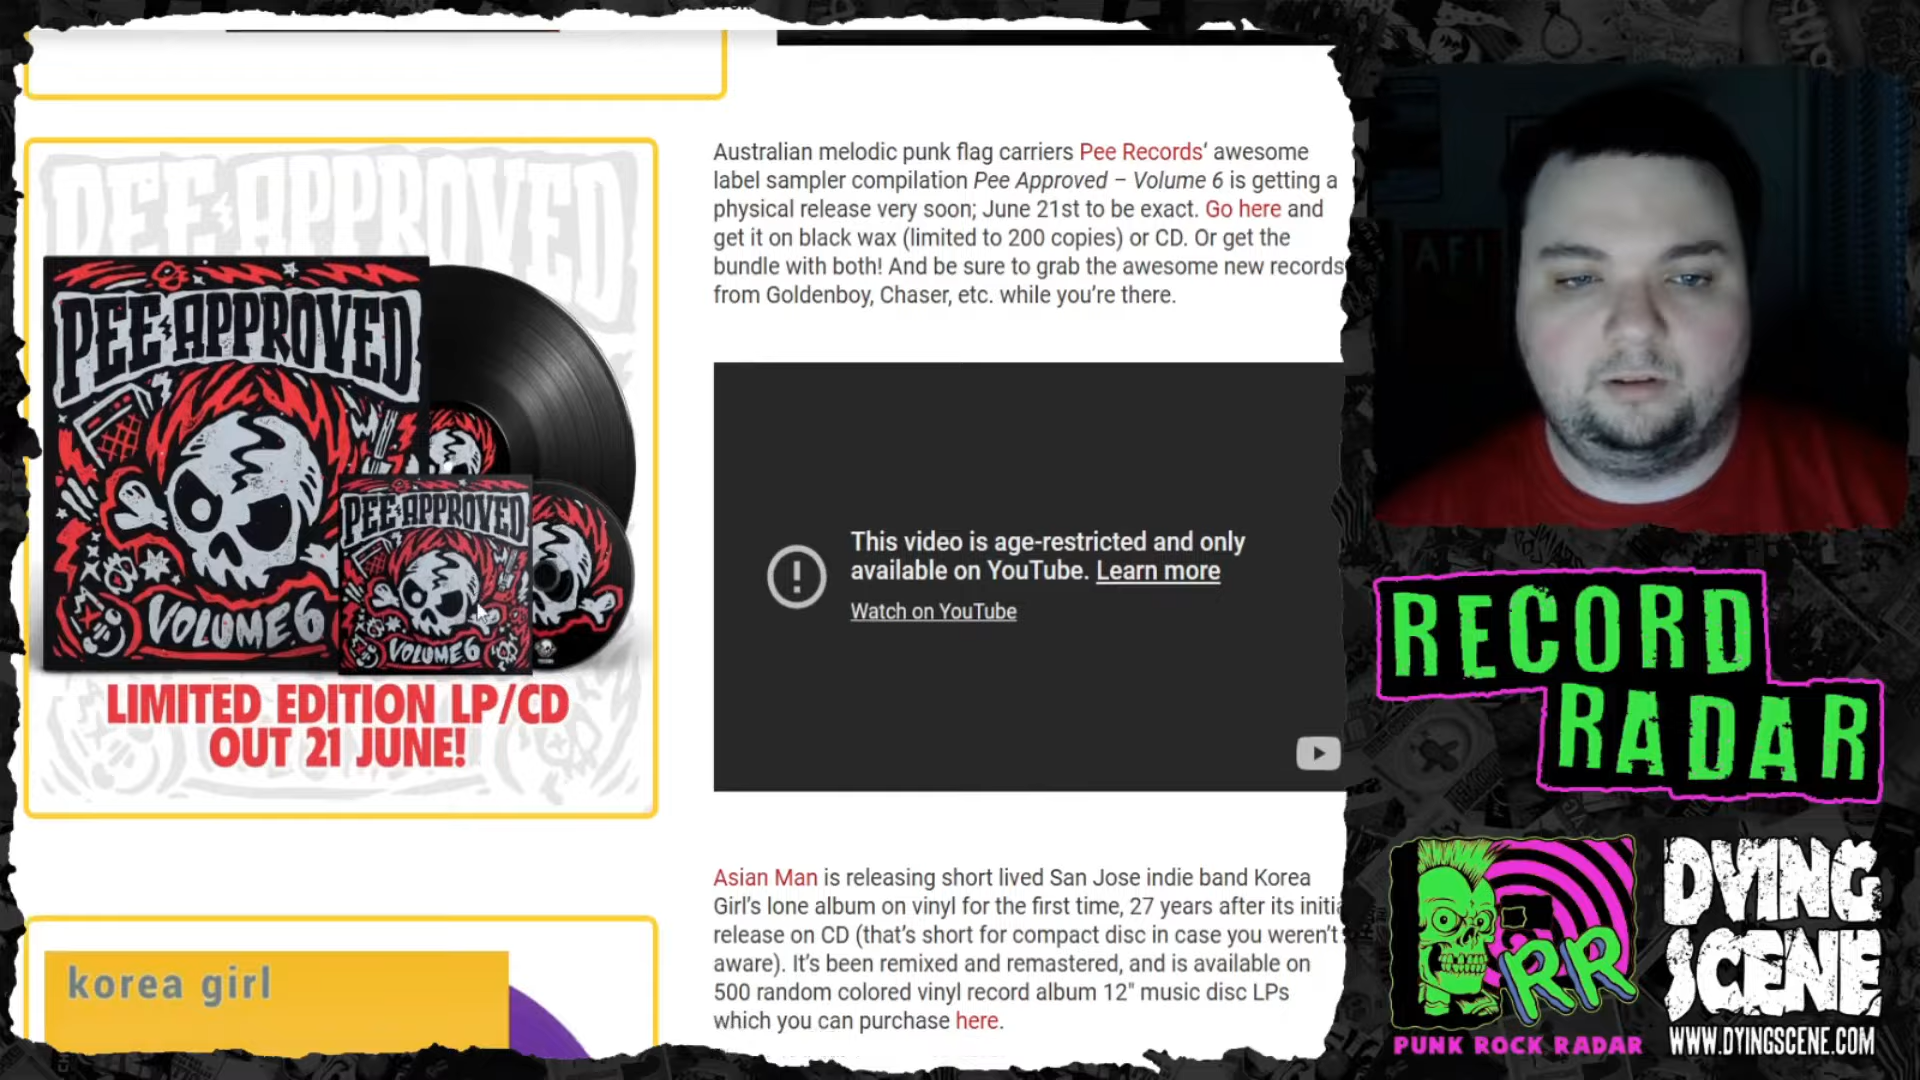 PEE APPROVED
PEE APPROVED
VOLUME 6
PEE APPROVED
VOLUME 6
LIMITED EDITION LP/CD
OUT 21 JUNE!
Australian melodic punk flag carriers Pee Records‘ awesome
label sampler compilation Pee Approved – Volume 6 is getting a
physical release very soon; June 21st to be exact. Go here and
get it on black wax (limited to 200 copies) or CD. Or get the
bundle with both! And be sure to grab the awesome new records
from Goldenboy, Chaser, etc. while you’re there.
This video is age-restricted and only
available on YouTube. Learn more
Watch on YouTube
korea girl
Asian Man is releasing short lived San Jose indie band Korea
Girl’s lone album on vinyl for the first time, 27 years after its initia
release on CD (that’s short for compact disc in case you weren’t
aware). It’s been remixed and remastered, and is available on
500 random colored vinyl record album 12" music disc LPs
which you can purchase here.
AFI
RECORD
RADAR
PRR
PUNK ROCK RADAR
DYING
SCENE
WWW.DYINGSCENE.COM